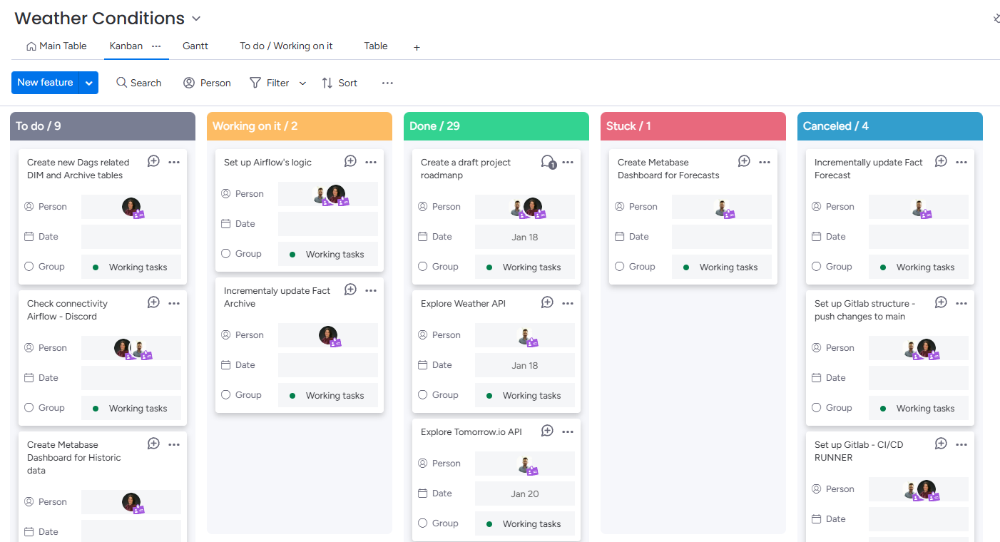 Weather Conditions
Main Table Kanban ... Gantt To do / Working on it Table +
New feature Search Person Filter Sort ...
To do / 9
Create new Dags related
DIM and Archive tables
Person
Date
Group Working tasks
Check connectivity
Airflow - Discord
Person
Date
Group Working tasks
Create Metabase
Dashboard for Historic
data
Person
Date
Working on it / 2
Set up Airflow's logic
Person
Date
Group Working tasks
Incrementaly update Fact
Archive
Person
Date
Group Working tasks
Done / 29
Create a draft project
roadmanp
1
Person
Date Jan 18
Group Working tasks
Explore Weather API
Person
Date Jan 18
Group Working tasks
Explore Tomorrow.io API
Person
Date Jan 20
Group Working tasks
Stuck / 1
Create Metabase
Dashboard for Forecasts
Person
Date
Group Working tasks
Canceled / 4
Incrementally update Fact
Forecast
Person
Date
Group Working tasks
Set up Gitlab structure -
push changes to main
Person
Date
Group Working tasks
Set up Gitlab - CI/CD
RUNNER
Person
Date